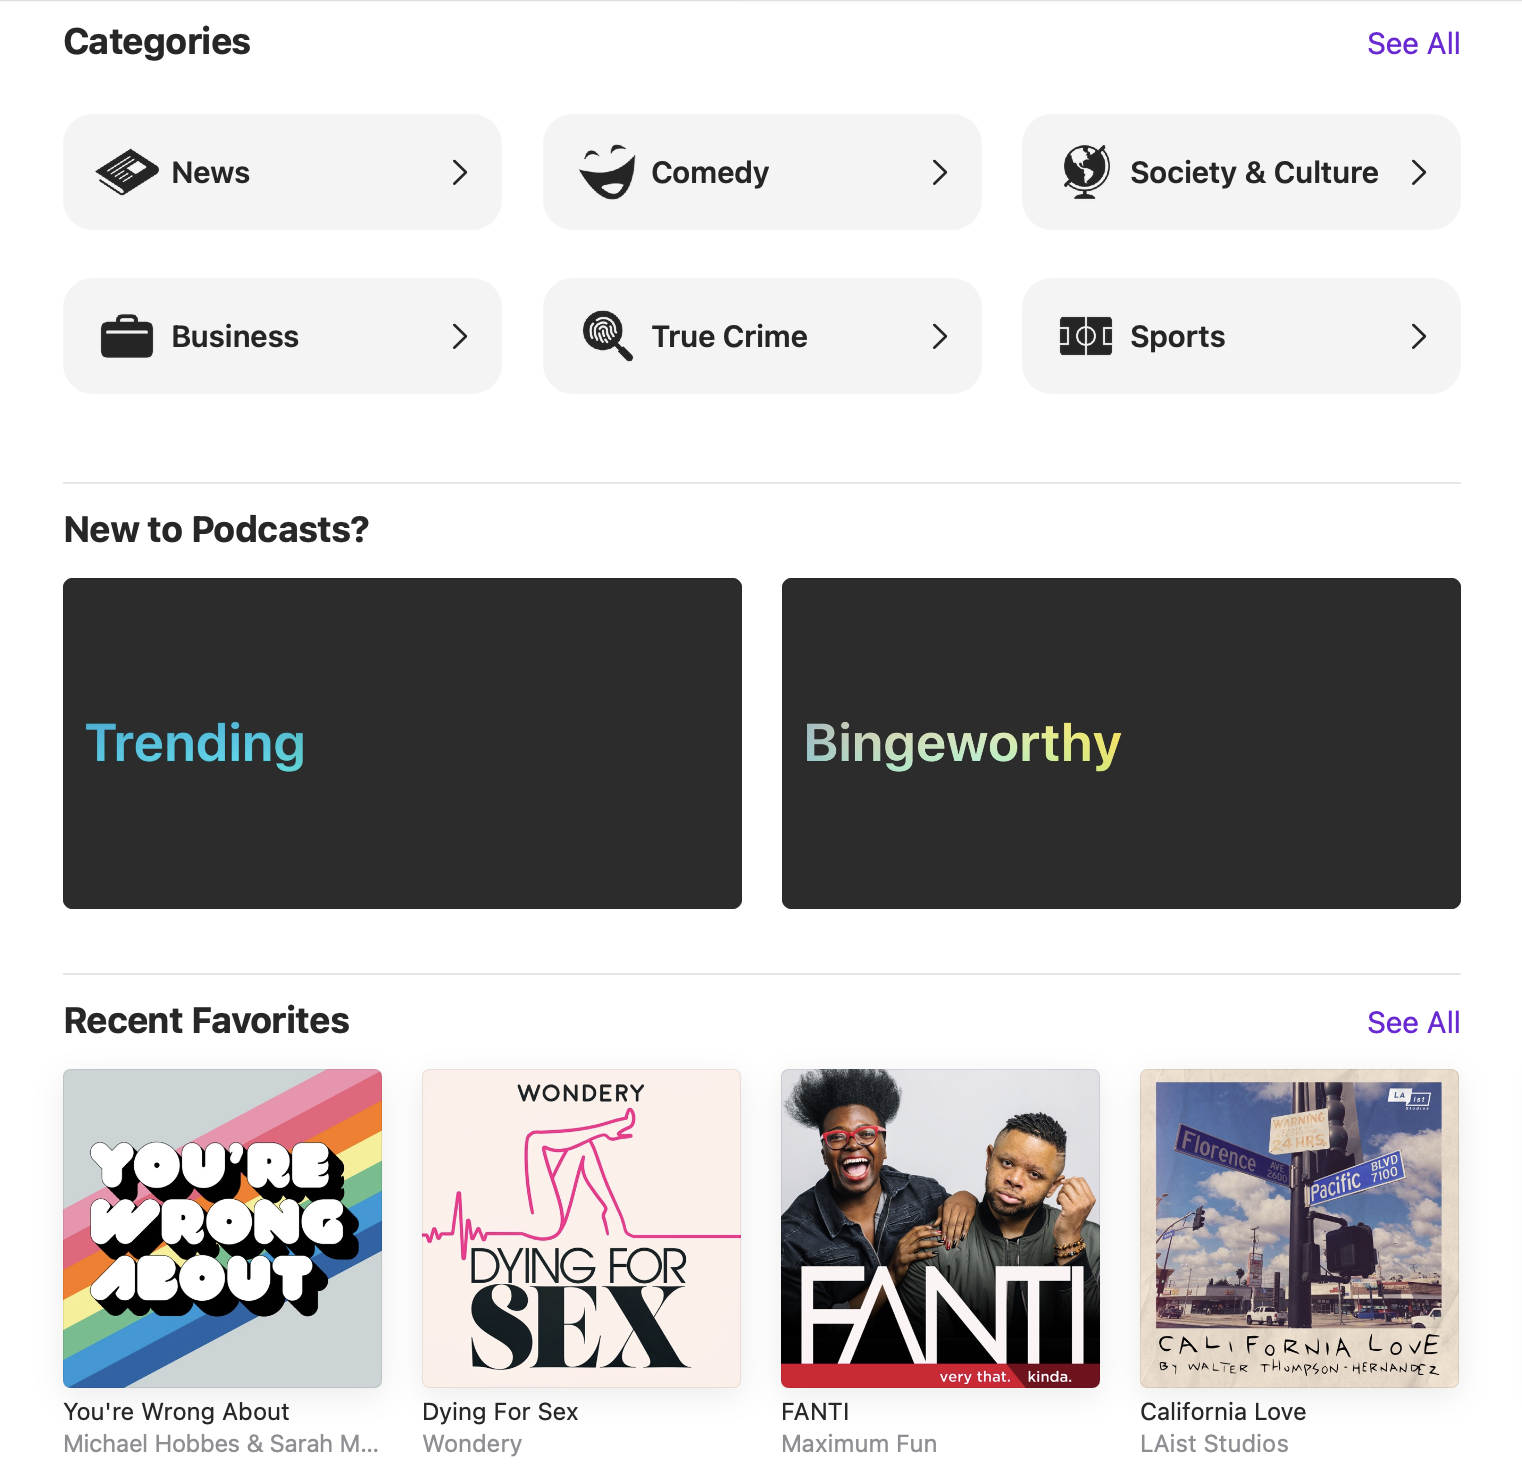 Categories
See All
News
Comedy
Society & Culture
Business
True Crime
Sports
New to Podcasts?
Trending
Bingeworthy
Recent Favorites
See All
YOU'RE
WRONG
ABOUT
WONDERY
DYING FOR
SEX
FANTI
very that. kinda.
LAist
Studios
WARNING
24 HRS
Florence AVE 2600
Pacific BLVD 7100
CALIFORNIA LOVE
BY WALTER THOMPSON-HERNANDEZ
You're Wrong About
Michael Hobbes & Sarah M...
Dying For Sex
Wondery
FANTI
Maximum Fun
California Love
LAist Studios